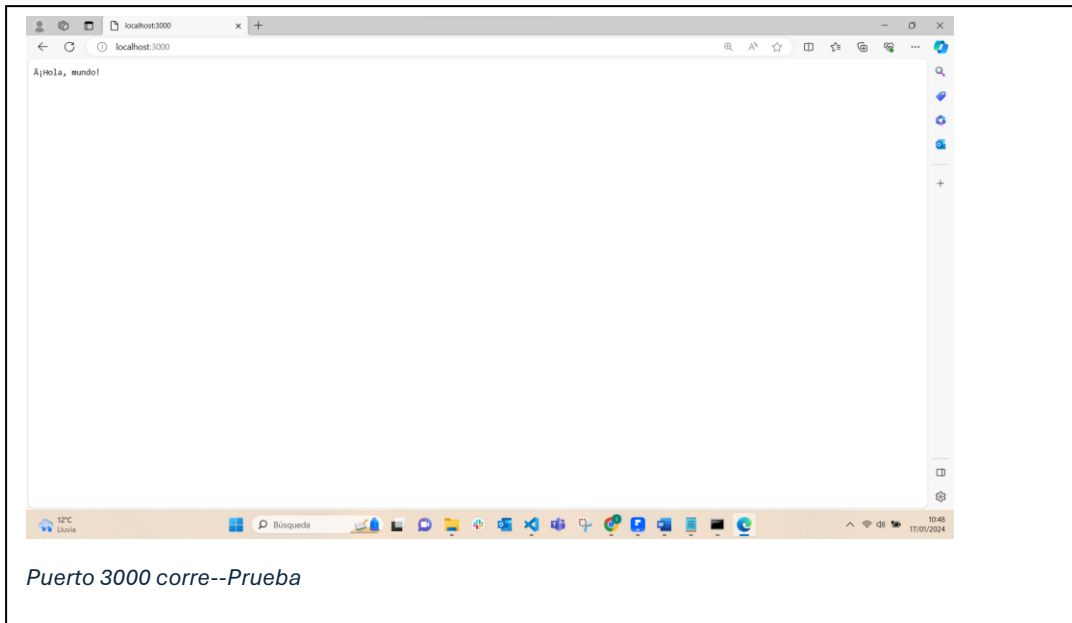 localhost:3000
localhost:3000
Â¡Hola, mundo!
12°C
Lluvia
Búsqueda
10:48
17/01/2024
Puerto 3000 corre--Prueba